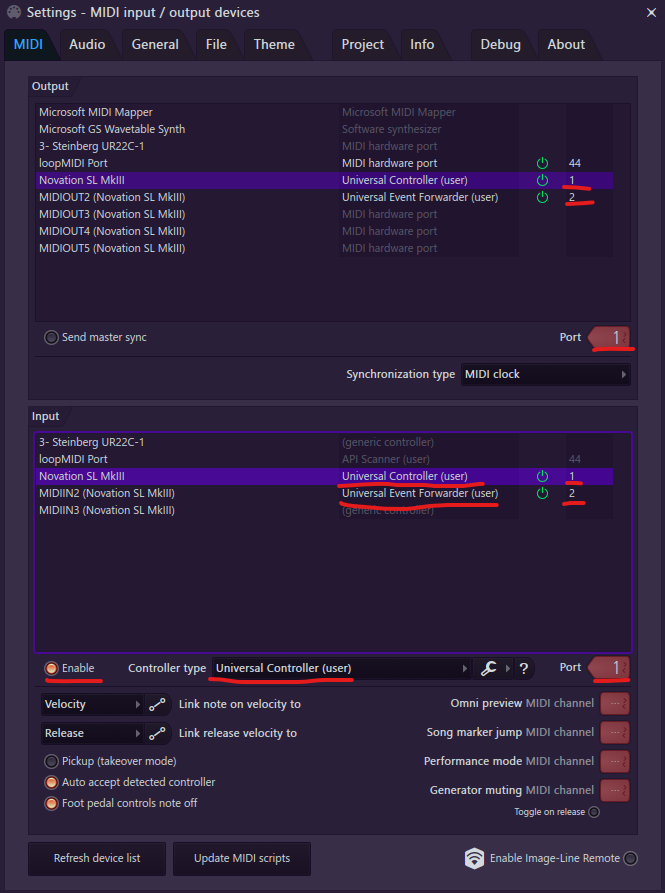 Settings - MIDI input / output devices
MIDI Audio General File Theme Project Info Debug About
Output
Microsoft MIDI Mapper Microsoft MIDI Mapper
Microsoft GS Wavetable Synth Software synthesizer
3- Steinberg UR22C-1 MIDI hardware port
loopMIDI Port MIDI hardware port 44
Novation SL MkIII Universal Controller (user) 1
MIDIOUT2 (Novation SL MkIII) Universal Event Forwarder (user) 2
MIDIOUT3 (Novation SL MkIII) MIDI hardware port
MIDIOUT4 (Novation SL MkIII) MIDI hardware port
MIDIOUT5 (Novation SL MkIII) MIDI hardware port
Send master sync Port 1
Synchronization type MIDI clock
Input
3- Steinberg UR22C-1 (generic controller)
loopMIDI Port API Scanner (user) 44
Novation SL MkIII Universal Controller (user) 1
MIDIIN2 (Novation SL MkIII) Universal Event Forwarder (user) 2
MIDIIN3 (Novation SL MkIII) (generic controller)
Enable Controller type Universal Controller (user) ? Port 1
Velocity Link note on velocity to Omni preview MIDI channel ---
Release Link release velocity to Song marker jump MIDI channel ---
Pickup (takeover mode) Performance mode MIDI channel ---
Auto accept detected controller Generator muting MIDI channel ---
Foot pedal controls note off Toggle on release
Refresh device list Update MIDI scripts Enable Image-Line Remote